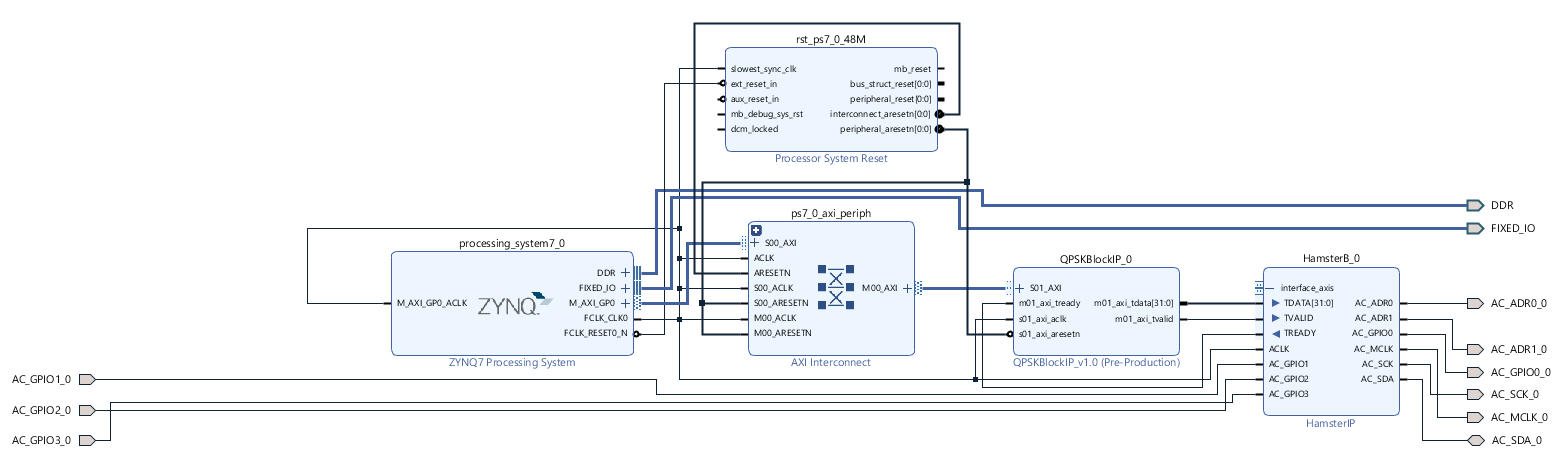 rst_ps7_0_48M
slowest_sync_clk
ext_reset_in
aux_reset_in
mb_debug_sys_rst
dcm_locked
mb_reset
bus_struct_reset[0:0]
peripheral_reset[0:0]
interconnect_aresetn[0:0]
peripheral_aresetn[0:0]
Processor System Reset
DDR
FIXED_IO
processing_system7_0
M_AXI_GP0_ACLK
ZYNQ
DDR
FIXED_IO
M_AXI_GP0
FCLK_CLK0
FCLK_RESET0_N
ZYNQ7 Processing System
ps7_0_axi_periph
S00_AXI
ACLK
ARESETN
S00_ACLK
S00_ARESETN
M00_ACLK
M00_ARESETN
M00_AXI
AXI Interconnect
QPSKBlockIP_0
S01_AXI
m01_axi_tready
s01_axi_aclk
s01_axi_aresetn
m01_axi_tdata[31:0]
m01_axi_tvalid
QPSKBlockIP_v1.0 (Pre-Production)
HamsterB_0
interface_axis
TDATA[31:0]
TVALID
TREADY
ACLK
AC_GPIO1
AC_GPIO2
AC_GPIO3
AC_ADR0
AC_ADR1
AC_GPIO0
AC_MCLK
AC_SCK
AC_SDA
HamsterIP
AC_ADR0_0
AC_ADR1_0
AC_GPIO0_0
AC_SCK_0
AC_MCLK_0
AC_SDA_0
AC_GPIO1_0
AC_GPIO2_0
AC_GPIO3_0